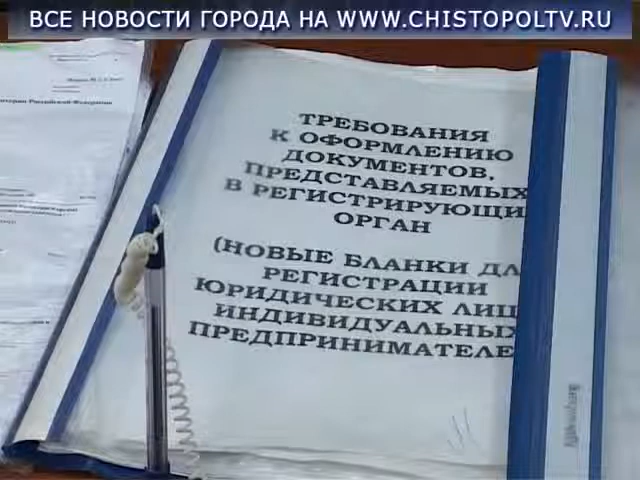 ВСЕ НОВОСТИ ГОРОДА НА WWW.CHISTOPOLTV.RU
ТРЕБОВАНИЯ
К ОФОРМЛЕНИЮ
ДОКУМЕНТОВ,
ПРЕДСТАВЛЯЕМЫХ
В РЕГИСТРИРУЮЩИ
ОРГАН
(НОВЫЕ БЛАНКИ ДЛ
РЕГИСТРАЦИИ
ЮРИДИЧЕСКИХ ЛИЦ
ИНДИВИДУАЛЬНЫХ
ПРЕДПРИНИМАТЕЛЕ